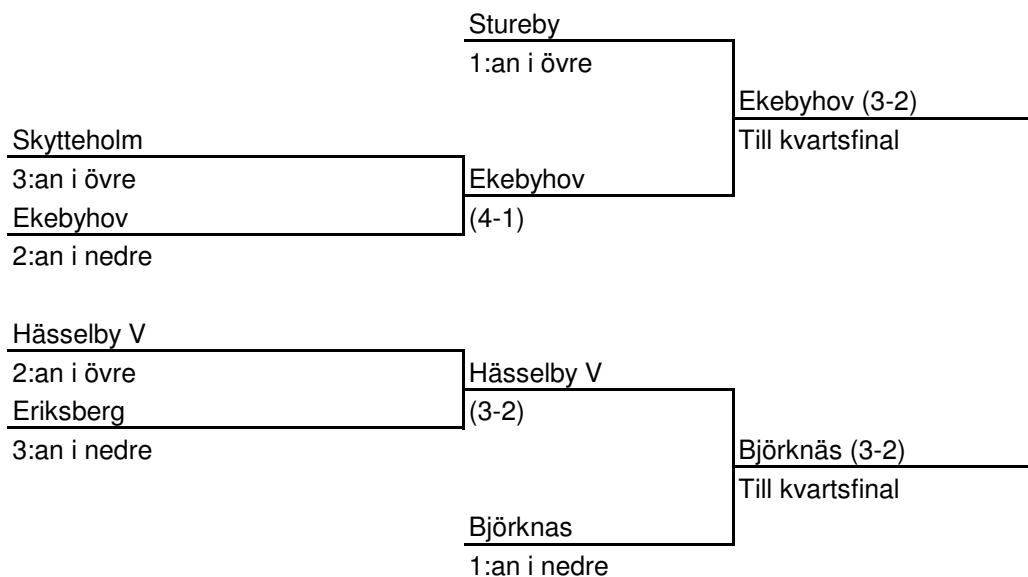 Stureby
1:an i övre
Ekebyhov (3-2)
Till kvartsfinal
Skytteholm
3:an i övre
Ekebyhov
Ekebyhov
(4-1)
2:an i nedre
Hässelby V
2:an i övre
Hässelby V
Eriksberg
(3-2)
3:an i nedre
Björknäs (3-2)
Till kvartsfinal
Björknas
1:an i nedre